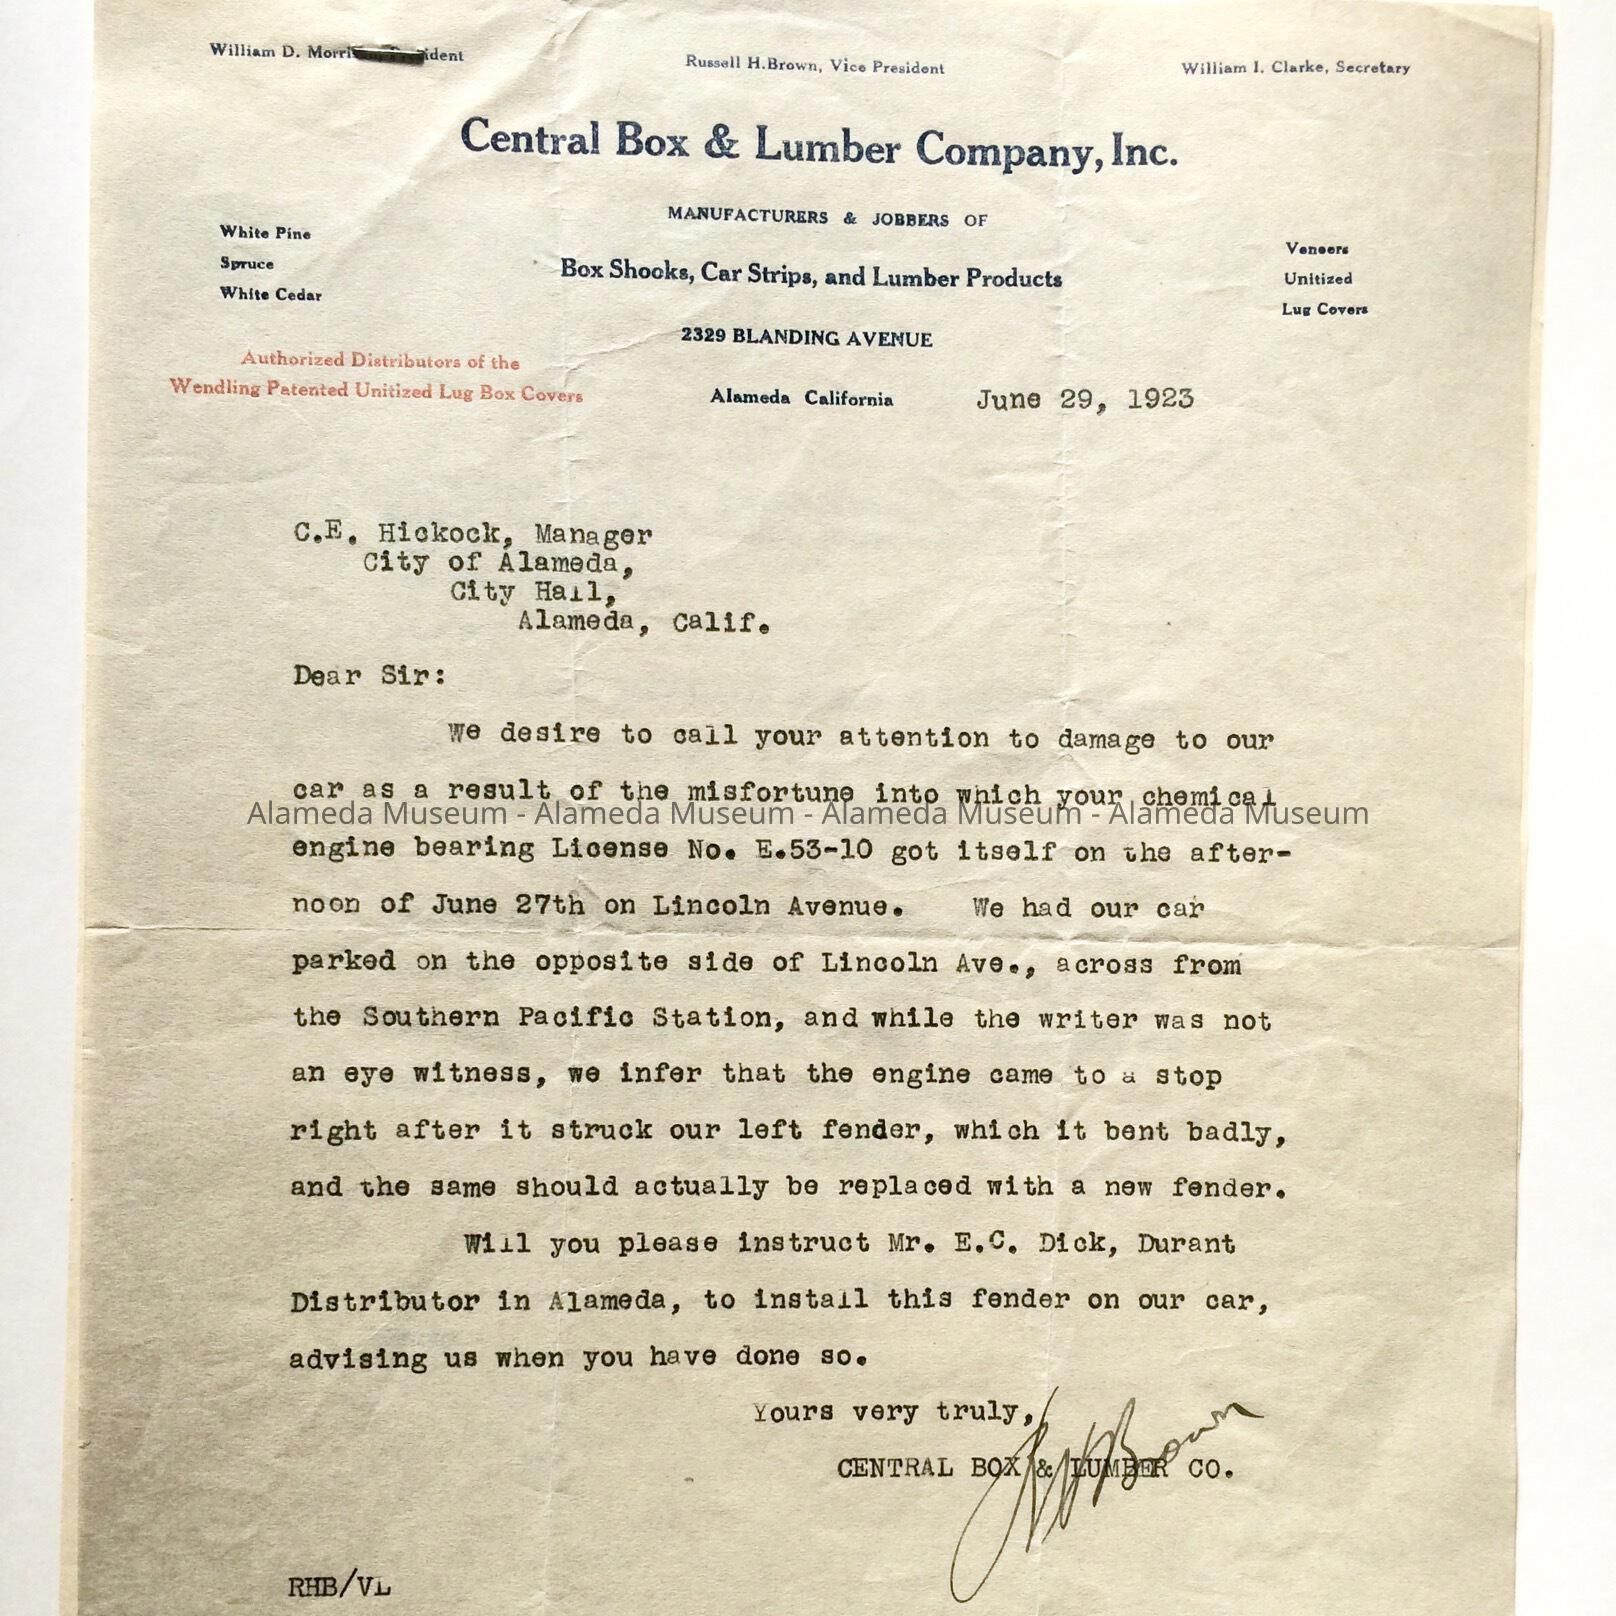 William D. Morrison, President
Russell H.Brown, Vice President
William I. Clarke, Secretary
Central Box & Lumber Company, Inc.
MANUFACTURERS & JOBBERS OF
White Pine
Spruce
White Cedar
Box Shooks, Car Strips, and Lumber Products
Veneers
Unitized
Lug Covers
2329 BLANDING AVENUE
Authorized Distributors of the
Wendling Patented Unitized Lug Box Covers
Alameda California June 29, 1923
C.E. Hickock, Manager
City of Alameda,
City Hall,
Alameda, Calif.
Dear Sir:
We desire to call your attention to damage to our
car as a result of the misfortune into which your chemical
Alameda Museum - Alameda Museum - Alameda Museum - Alameda Museum
engine bearing License No. E.53-10 got itself on the after-
noon of June 27th on Lincoln Avenue. We had our car
parked on the opposite side of Lincoln Ave., across from
the Southern Pacific Station, and while the writer was not
an eye witness, we infer that the engine came to a stop
right after it struck our left fender, which it bent badly,
and the same should actually be replaced with a new fender.
Will you please instruct Mr. E.C. Dick, Durant
Distributor in Alameda, to install this fender on our car,
advising us when you have done so.
Yours very truly,
RHBrown
CENTRAL BOX & LUMBER CO.
RHB/VL